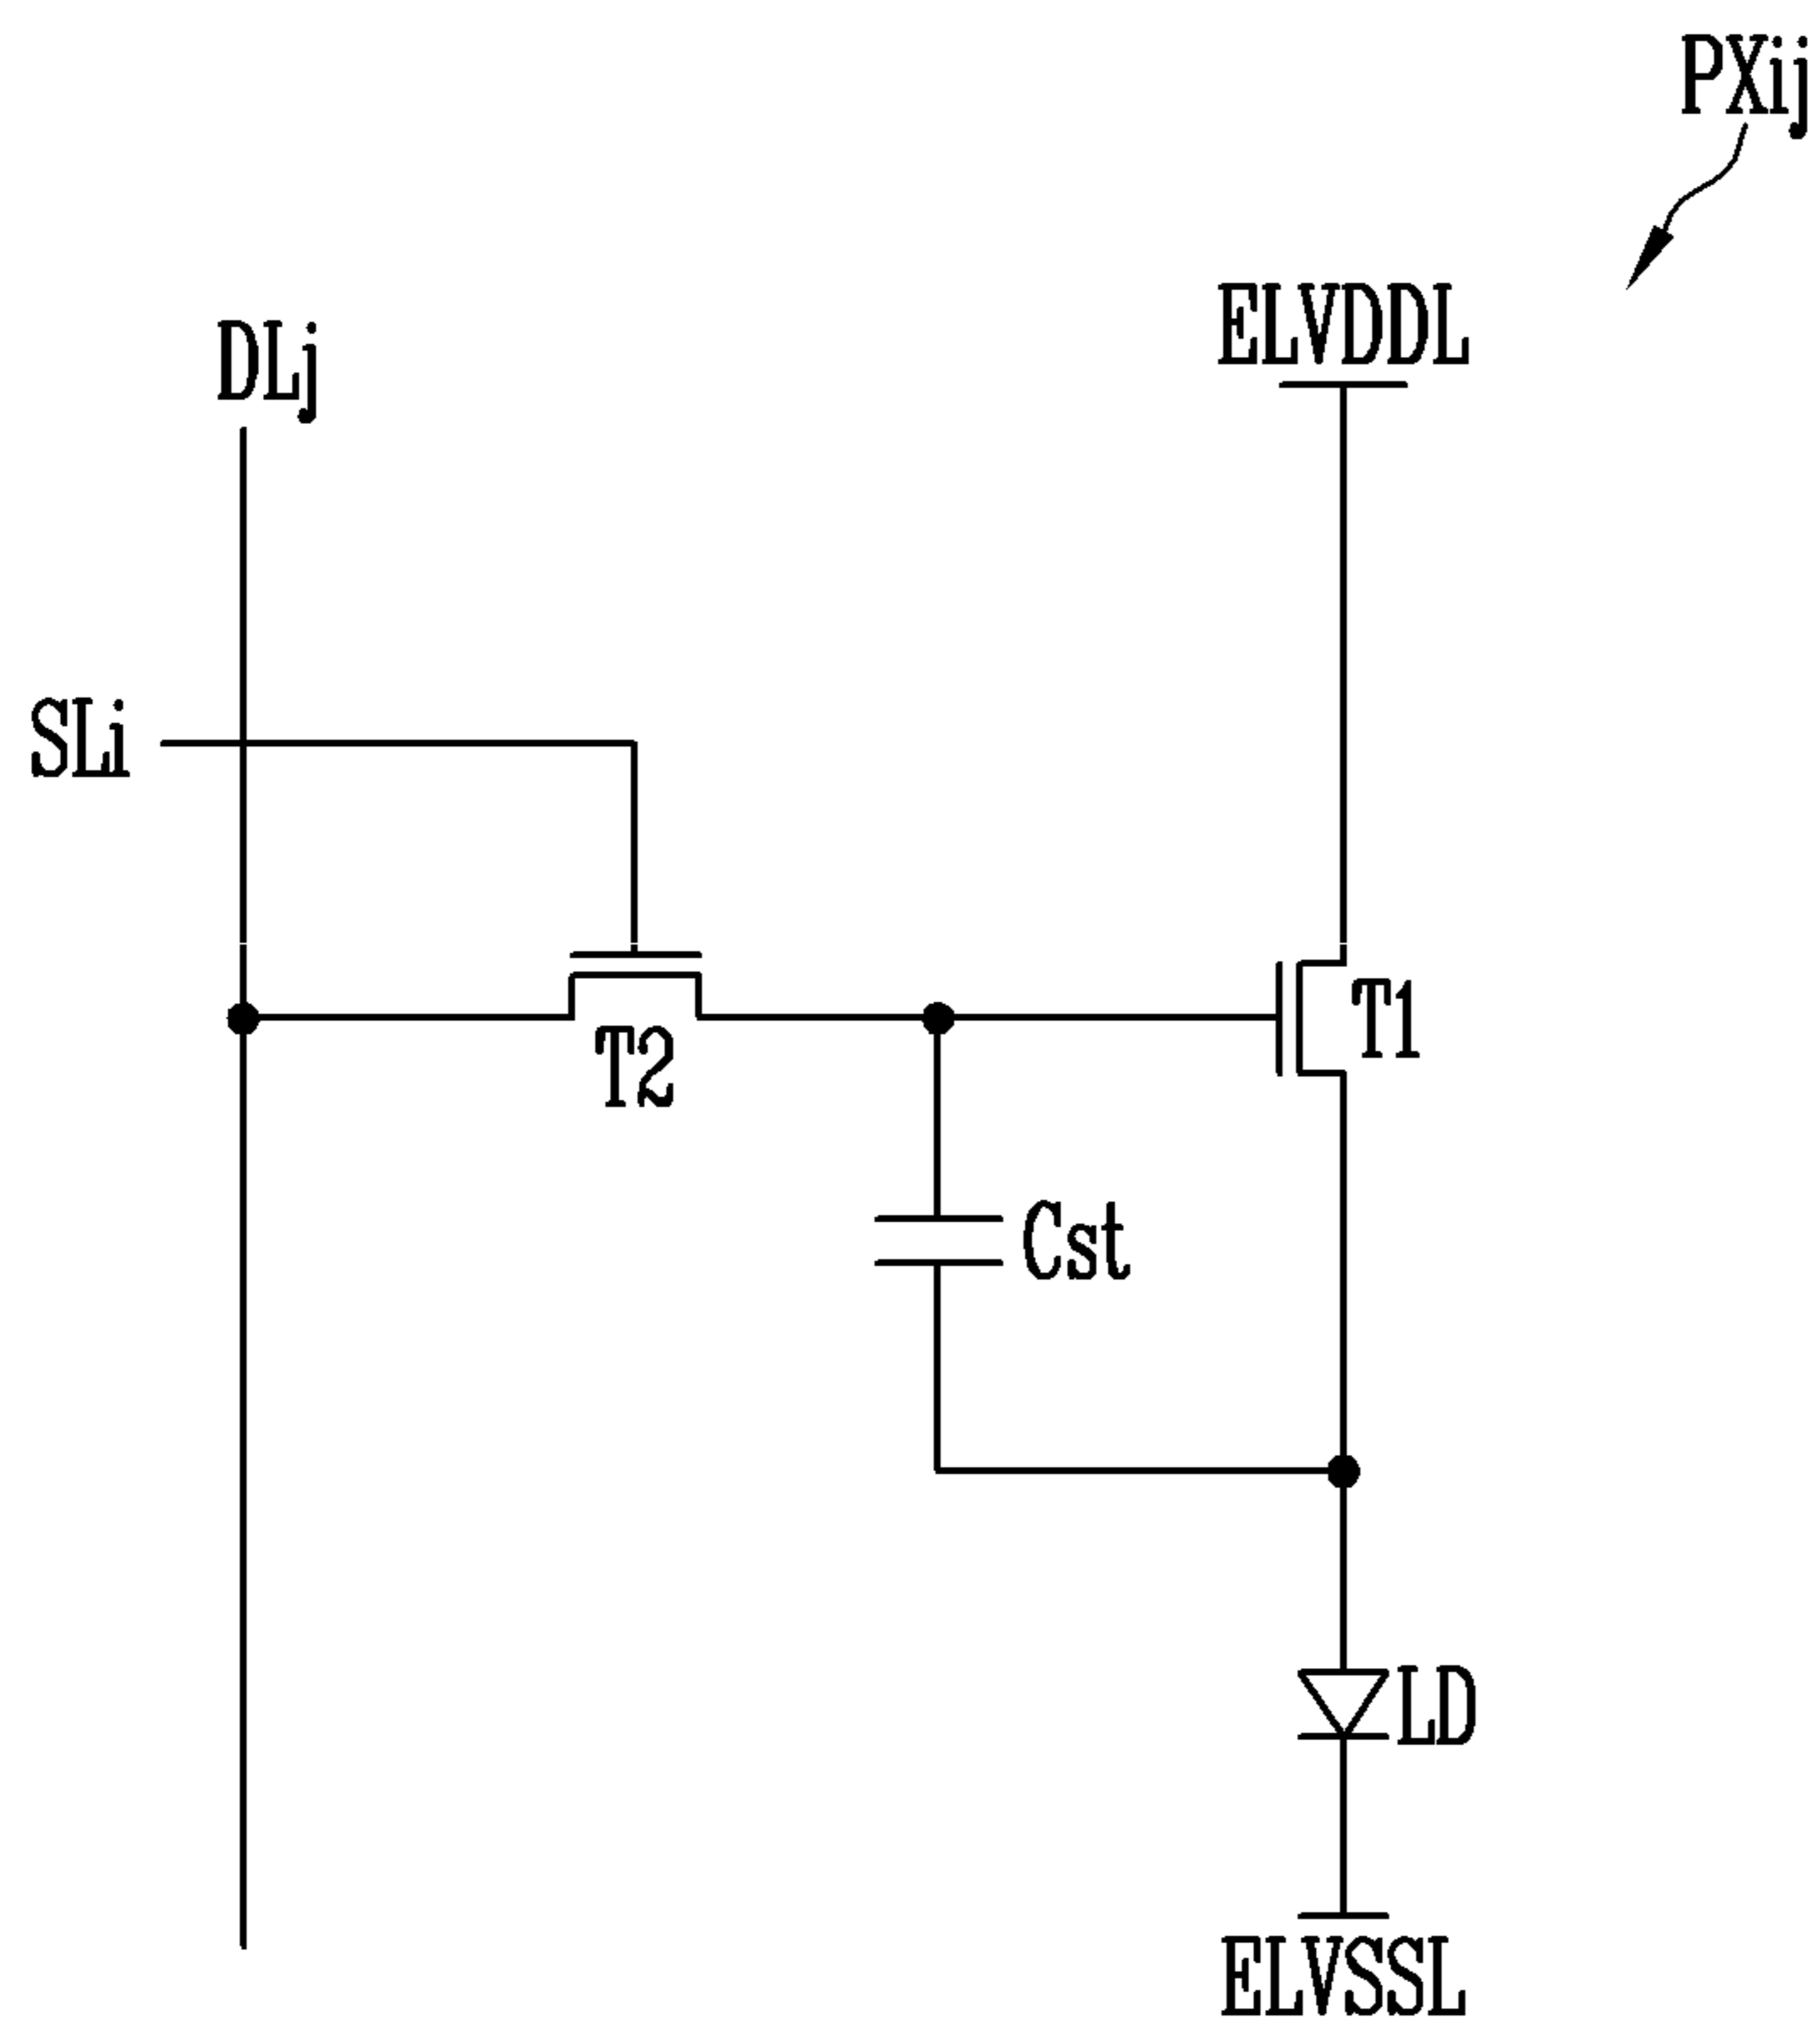 PXij
ELVDDL
DLj
SLi
T1
T2
Cst
LD
ELVSSL